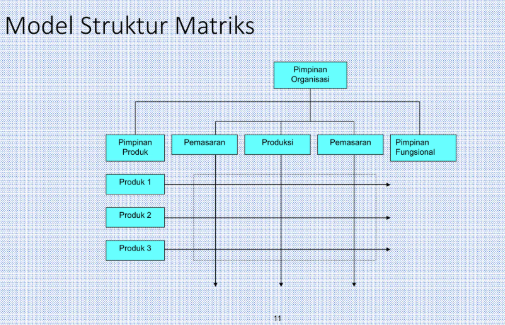 Model Struktur Matriks
Pimpinan
Organisasi
Pimpinan
Produk
Pemasaran
Produksi
Pemasaran
Pimpinan
Fungsional
Produk 1
Produk 2
Produk 3
11